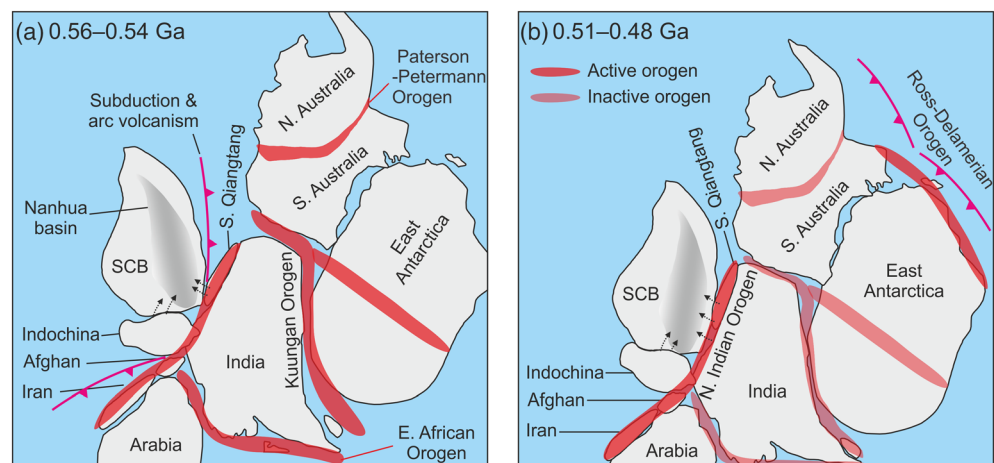 (a) 0.56–0.54 Ga
Paterson
-Petermann
Orogen
N. Australia
Subduction &
arc volcanism
S. Qiangtang
S. Australia
Nanhua
basin
East
Antarctica
SCB
Kuungan Orogen
Indochina
Afghan
India
Iran
Arabia
E. African
Orogen
(b) 0.51–0.48 Ga
Active orogen
Inactive orogen
Ross-Delamerian
Orogen
N. Australia
S. Qiangtang
S. Australia
East
Antarctica
SCB
N. Indian Orogen
Indochina
India
Afghan
Iran
Arabia